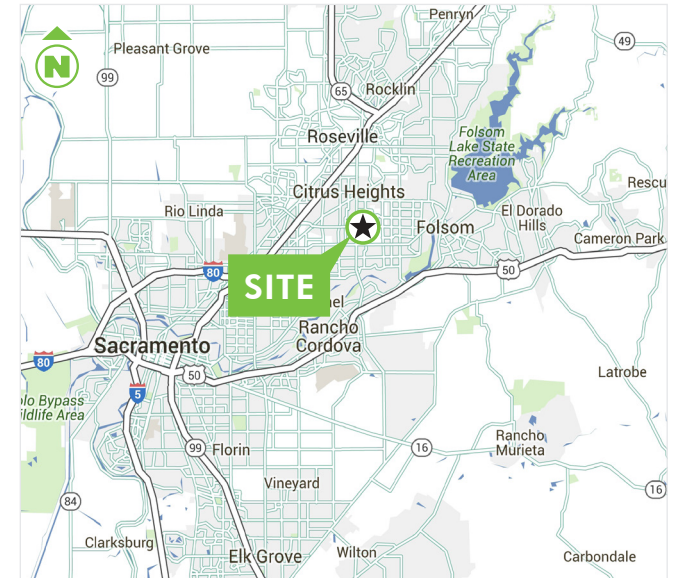 Penryn
N
Pleasant Grove
49
99
65
Rocklin
Roseville
Folsom
Lake State
Recreation
Area
Citrus Heights
Rescu
Rio Linda
El Dorado
Hills
Folsom
Cameron Park
80
50
SITE
el
Rancho
Cordova
Sacramento
80
50
Latrobe
5
lo Bypass
ildlife Area
99
Florin
16
Rancho
Murieta
Vineyard
16
84
Clarksburg
Elk Grove
Wilton
Carbondale